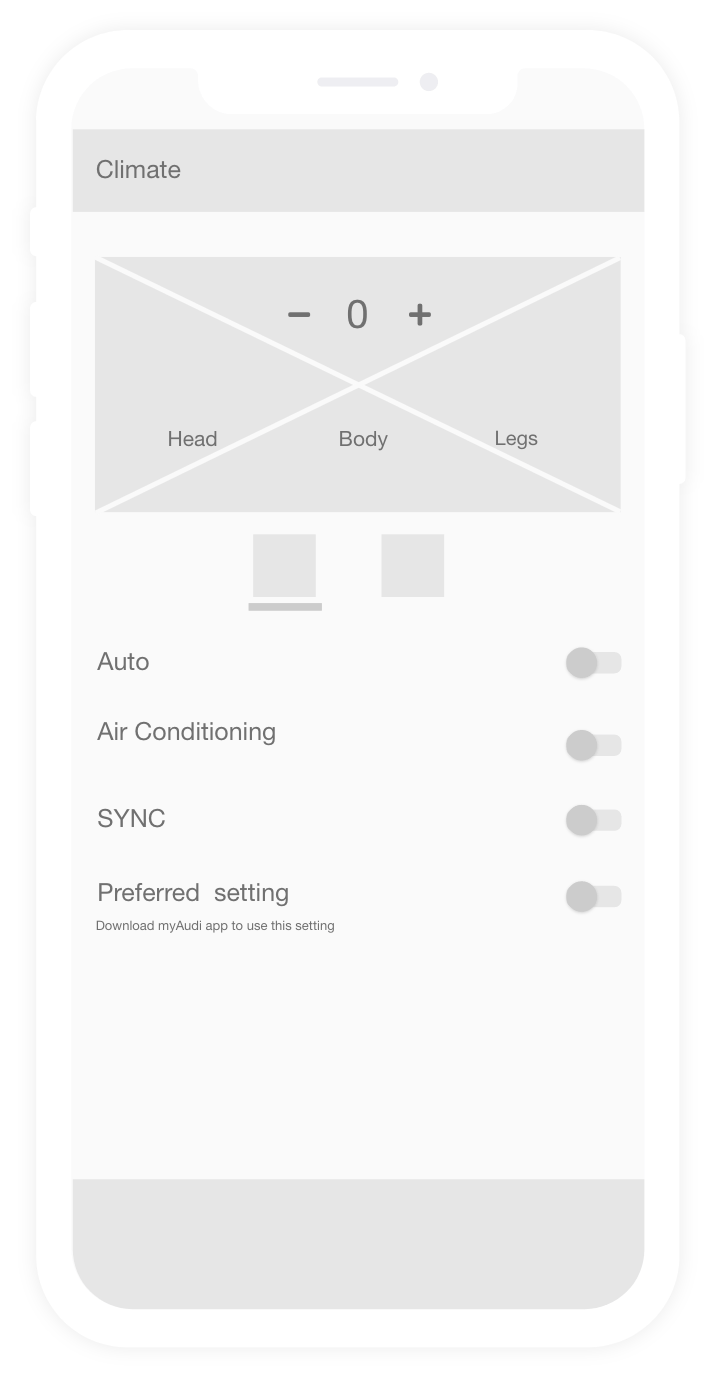 Climate
− 0 +
Head Body Legs
Auto
Air Conditioning
SYNC
Preferred setting
Download myAudi app to use this setting